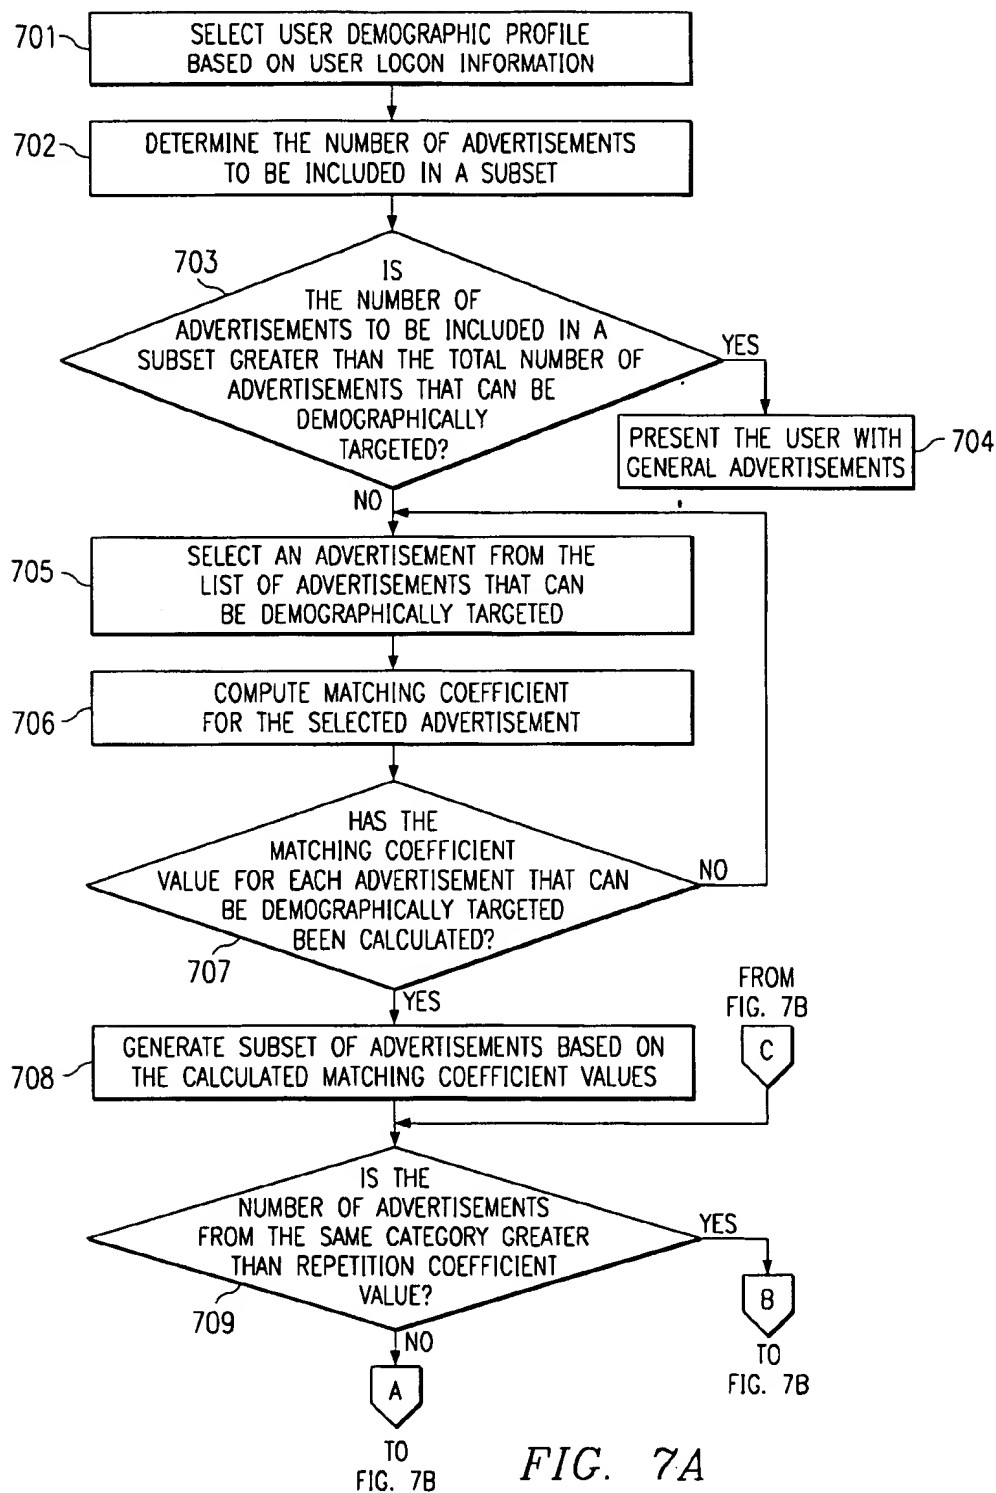 701
SELECT USER DEMOGRAPHIC PROFILE
BASED ON USER LOGON INFORMATION
702
DETERMINE THE NUMBER OF ADVERTISEMENTS
TO BE INCLUDED IN A SUBSET
703
IS
THE NUMBER OF
ADVERTISEMENTS TO BE INCLUDED IN A
SUBSET GREATER THAN THE TOTAL NUMBER OF
ADVERTISEMENTS THAT CAN BE
DEMOGRAPHICALLY
TARGETED?
YES
PRESENT THE USER WITH
GENERAL ADVERTISEMENTS
704
NO
705
SELECT AN ADVERTISEMENT FROM THE
LIST OF ADVERTISEMENTS THAT CAN
BE DEMOGRAPHICALLY TARGETED
706
COMPUTE MATCHING COEFFICIENT
FOR THE SELECTED ADVERTISEMENT
HAS THE
MATCHING COEFFICIENT
VALUE FOR EACH ADVERTISEMENT THAT CAN
BE DEMOGRAPHICALLY TARGETED
BEEN CALCULATED?
NO
707
YES
FROM
FIG. 7B
C
708
GENERATE SUBSET OF ADVERTISEMENTS BASED ON
THE CALCULATED MATCHING COEFFICIENT VALUES
IS THE
NUMBER OF ADVERTISEMENTS
FROM THE SAME CATEGORY GREATER
THAN REPETITION COEFFICIENT
VALUE?
YES
709
B
TO
FIG. 7B
NO
A
TO
FIG. 7B
FIG. 7A